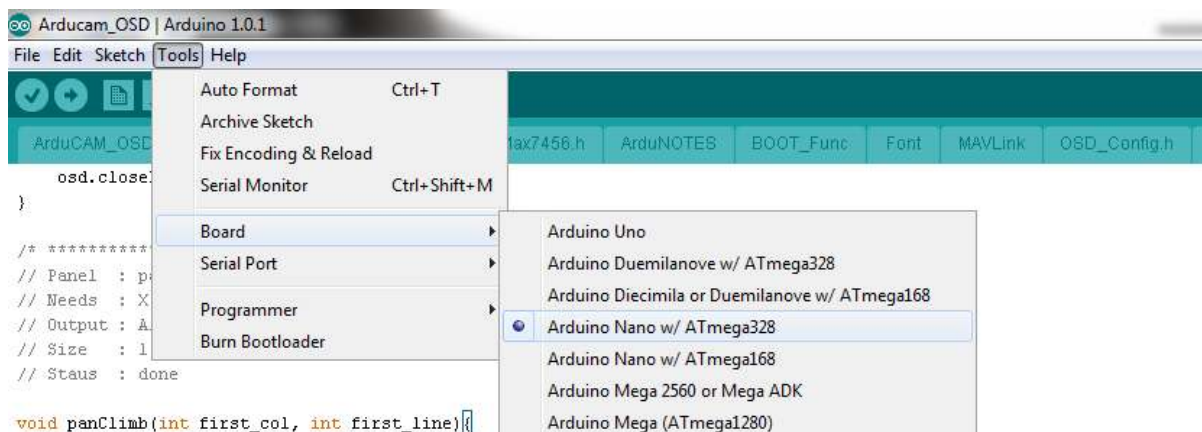 Arducam_OSD | Arduino 1.0.1
File Edit Sketch Tools Help
Auto Format Ctrl+T
Archive Sketch
Fix Encoding & Reload
Serial Monitor Ctrl+Shift+M
Board
Serial Port
Programmer
Burn Bootloader
Arduino Uno
Arduino Duemilanove w/ ATmega328
Arduino Diecimila or Duemilanove w/ ATmega168
Arduino Nano w/ ATmega328
Arduino Nano w/ ATmega168
Arduino Mega 2560 or Mega ADK
Arduino Mega (ATmega1280)
ArduCAM_OSD ArduNOTES BOOT_Func Font MAVLink OSD_Config.h
}
/* ************
// Panel :
// Needs : X
// Output : A
// Size : 1
// Staus : done
void panClimb(int first_col, int first_line){